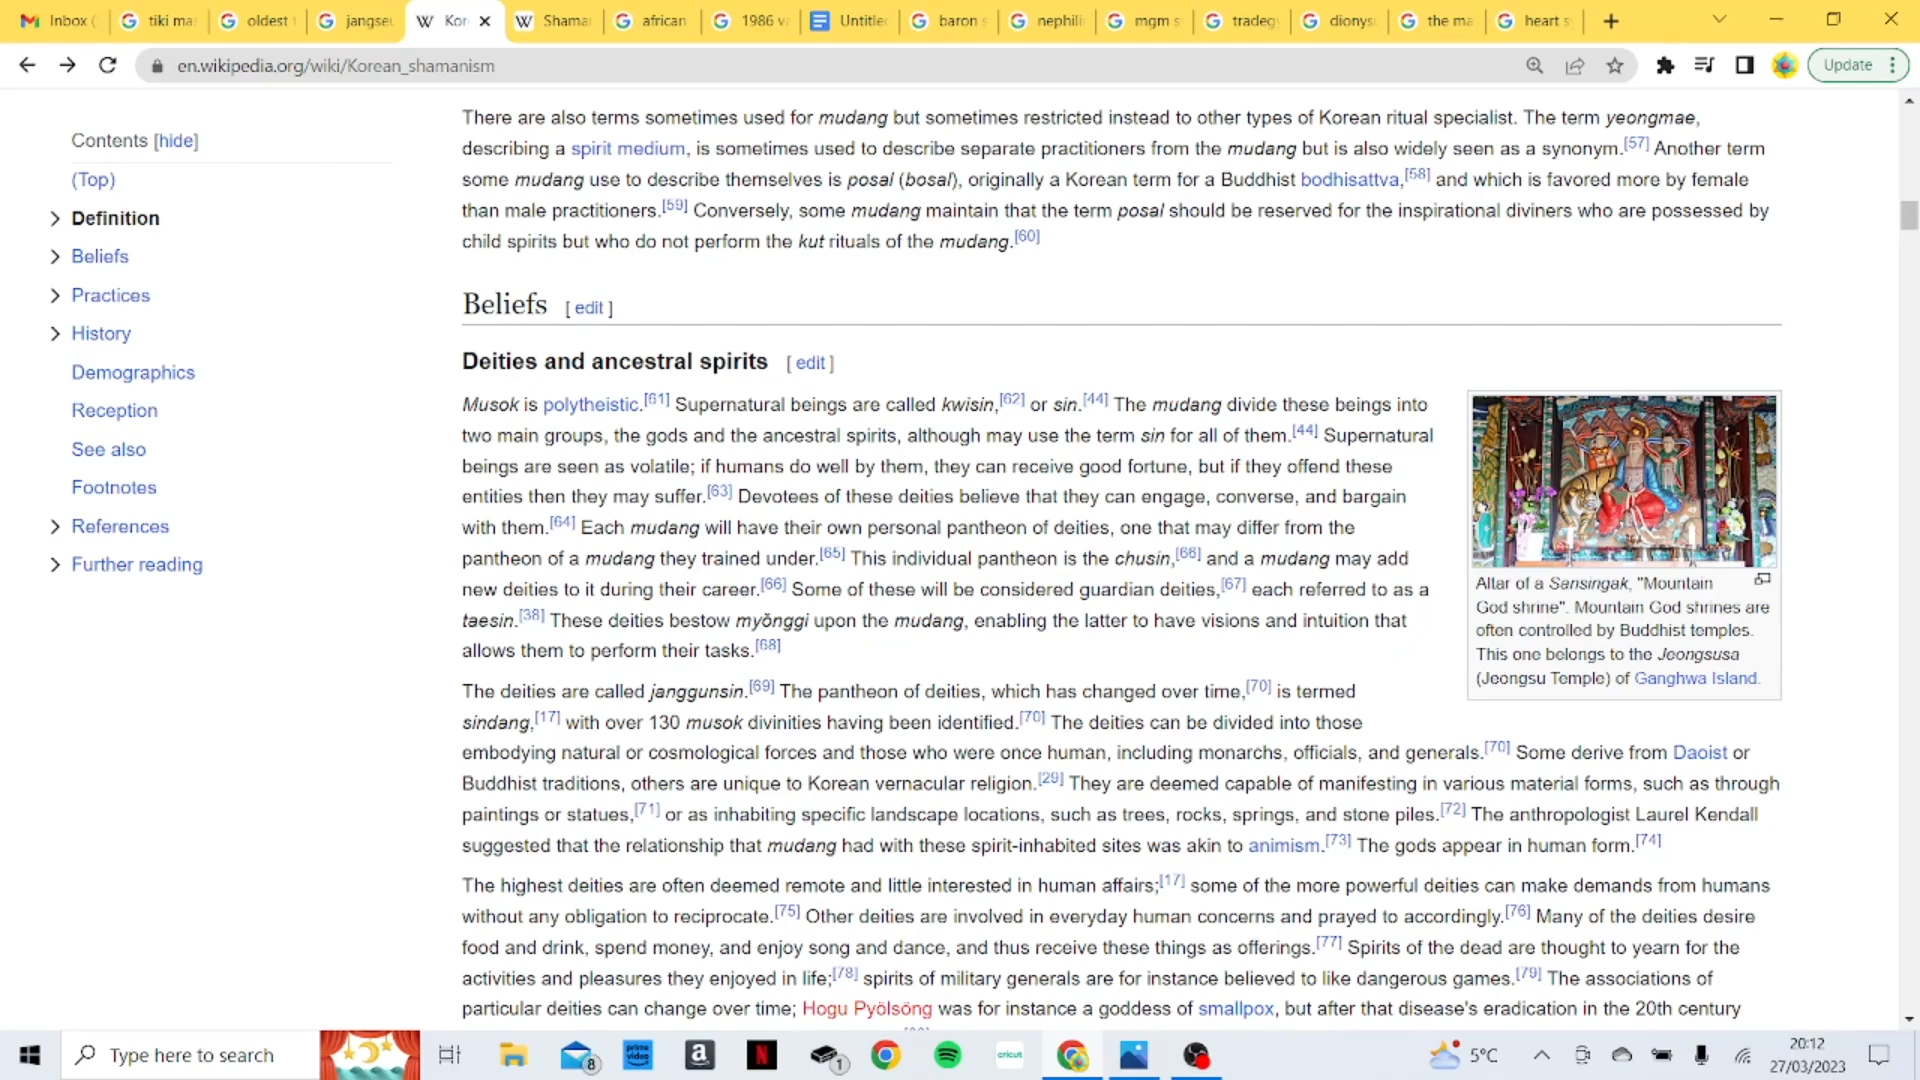 Inbox (
tiki ma
oldest
jangseu
Kor
Shama
african
1986 v
Untitle
baron s
nephili
mgm s
tradegy
dionys
the ma
heart s
en.wikipedia.org/wiki/Korean_shamanism
Update
Contents [hide]
(Top)
Definition
Beliefs
Practices
History
Demographics
Reception
See also
Footnotes
References
Further reading
There are also terms sometimes used for mudang but sometimes restricted instead to other types of Korean ritual specialist. The term yeongmae,
describing a spirit medium, is sometimes used to describe separate practitioners from the mudang but is also widely seen as a synonym.[57] Another term
some mudang use to describe themselves is posal (bosal), originally a Korean term for a Buddhist bodhisattva,[58] and which is favored more by female
than male practitioners.[59] Conversely, some mudang maintain that the term posal should be reserved for the inspirational diviners who are possessed by
child spirits but who do not perform the kut rituals of the mudang.[60]
Beliefs [ edit ]
Deities and ancestral spirits [ edit ]
Musok is polytheistic.[61] Supernatural beings are called kwisin,[62] or sin.[44] The mudang divide these beings into
two main groups, the gods and the ancestral spirits, although may use the term sin for all of them.[44] Supernatural
beings are seen as volatile; if humans do well by them, they can receive good fortune, but if they offend these
entities then they may suffer.[63] Devotees of these deities believe that they can engage, converse, and bargain
with them.[64] Each mudang will have their own personal pantheon of deities, one that may differ from the
pantheon of a mudang they trained under.[65] This individual pantheon is the chusin,[66] and a mudang may add
new deities to it during their career.[66] Some of these will be considered guardian deities,[67] each referred to as a
taesin.[38] These deities bestow myŏnggi upon the mudang, enabling the latter to have visions and intuition that
allows them to perform their tasks.[68]
Altar of a Sansingak, "Mountain
God shrine". Mountain God shrines are
often controlled by Buddhist temples.
This one belongs to the Jeongsusa
(Jeongsu Temple) of Ganghwa Island.
The deities are called janggunsin.[69] The pantheon of deities, which has changed over time,[70] is termed
sindang,[17] with over 130 musok divinities having been identified.[70] The deities can be divided into those
embodying natural or cosmological forces and those who were once human, including monarchs, officials, and generals.[70] Some derive from Daoist or
Buddhist traditions, others are unique to Korean vernacular religion.[29] They are deemed capable of manifesting in various material forms, such as through
paintings or statues,[71] or as inhabiting specific landscape locations, such as trees, rocks, springs, and stone piles.[72] The anthropologist Laurel Kendall
suggested that the relationship that mudang had with these spirit-inhabited sites was akin to animism.[73] The gods appear in human form.[74]
The highest deities are often deemed remote and little interested in human affairs;[17] some of the more powerful deities can make demands from humans
without any obligation to reciprocate.[75] Other deities are involved in everyday human concerns and prayed to accordingly.[76] Many of the deities desire
food and drink, spend money, and enjoy song and dance, and thus receive these things as offerings.[77] Spirits of the dead are thought to yearn for the
activities and pleasures they enjoyed in life;[78] spirits of military generals are for instance believed to like dangerous games.[79] The associations of
particular deities can change over time; Hogu Pyŏlsŏng was for instance a goddess of smallpox, but after that disease's eradication in the 20th century
Type here to search
8
prime video
a
N
1
cricut
5°C
20:12
27/03/2023